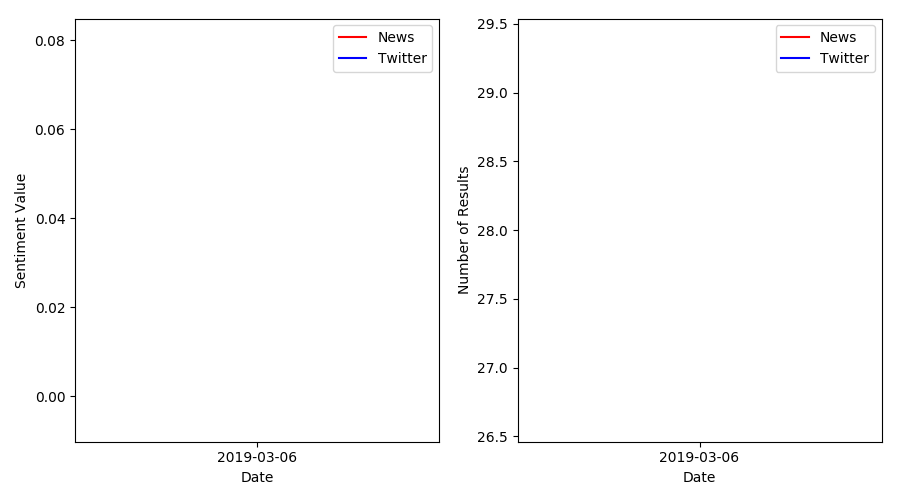 0.08
0.06
0.04
0.02
0.00
Sentiment Value
News
Twitter
2019-03-06
Date
29.5
29.0
28.5
28.0
27.5
27.0
26.5
Number of Results
News
Twitter
2019-03-06
Date